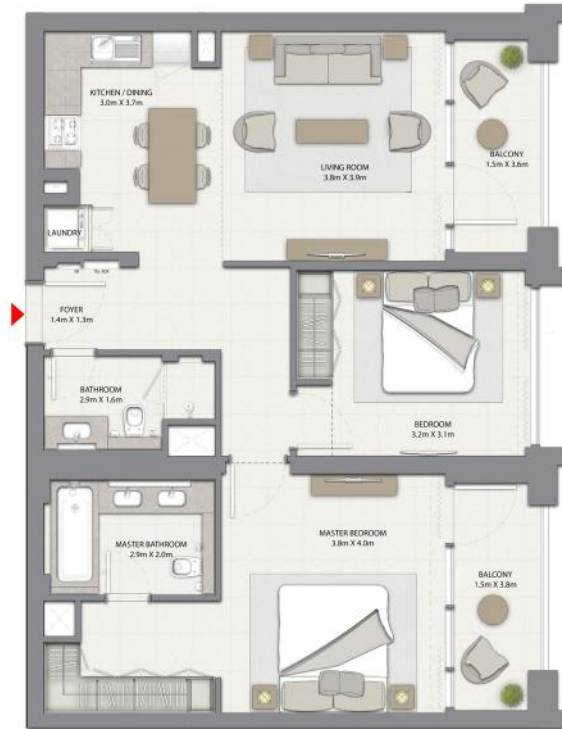 KITCHEN / DINING
3.0m X 3.7m
LIVING ROOM
3.8m X 3.9m
BALCONY
1.5m X 3.6m
LAUNDRY
FOYER
1.4m X 1.3m
BATHROOM
2.9m X 1.6m
BEDROOM
3.2m X 3.1m
MASTER BATHROOM
2.9m X 2.0m
MASTER BEDROOM
3.8m X 4.0m
BALCONY
1.5m X 3.8m